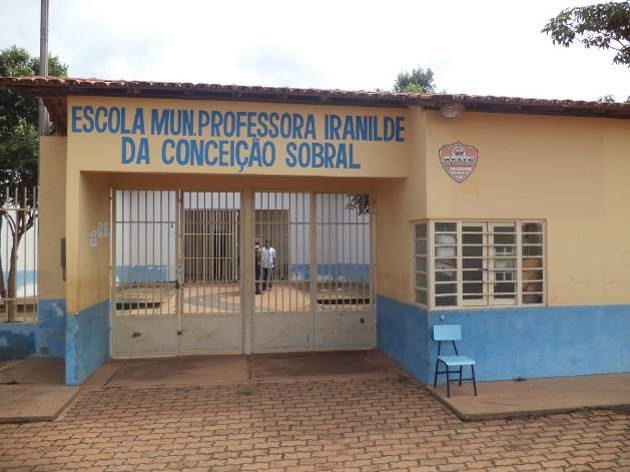 ESCOLA MUN.PROFESSORA IRANILDE
DA CONCEIÇÃO SOBRAL